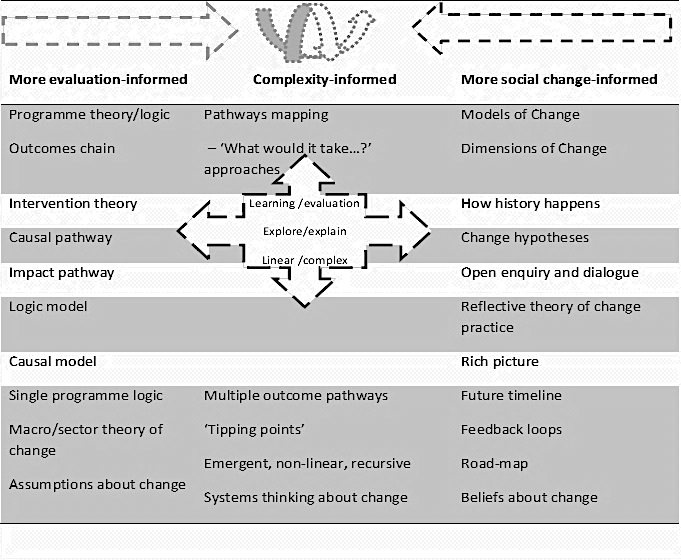 More evaluation-informed
Complexity-informed
More social change-informed
Programme theory/logic
Pathways mapping
Models of Change
Outcomes chain
– ‘What would it take…?’
approaches
Dimensions of Change
Learning /evaluation
Intervention theory
How history happens
Explore/explain
Causal pathway
Change hypotheses
Linear /complex
Impact pathway
Open enquiry and dialogue
Logic model
Reflective theory of change
practice
Causal model
Rich picture
Single programme logic
Multiple outcome pathways
Future timeline
Macro/sector theory of
change
‘Tipping points’
Feedback loops
Emergent, non-linear, recursive
Road-map
Assumptions about change
Systems thinking about change
Beliefs about change